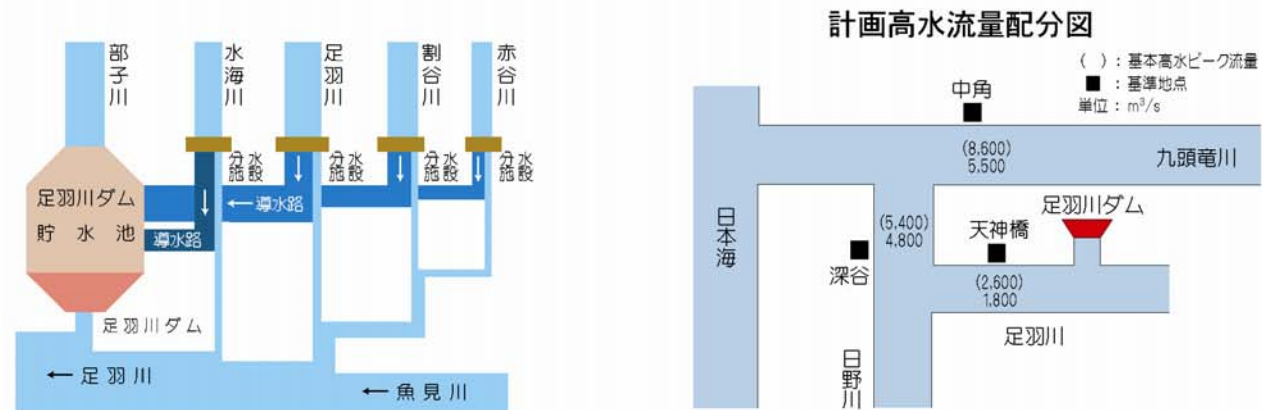 部子川
水海川
足羽川
割谷川
赤谷川
分水施設
分水施設
分水施設
分水施設
足羽川ダム
貯水池
←導水路
導水路
足羽川ダム
←足羽川
←魚見川
計画高水流量配分図
( ):基本高水ピーク流量
■:基準地点
単位:m³/s
中角
(8,600)
5,500
九頭竜川
足羽川ダム
日本海
(5,400)
4,800
天神橋
深谷
(2,600)
1,800
足羽川
日野川